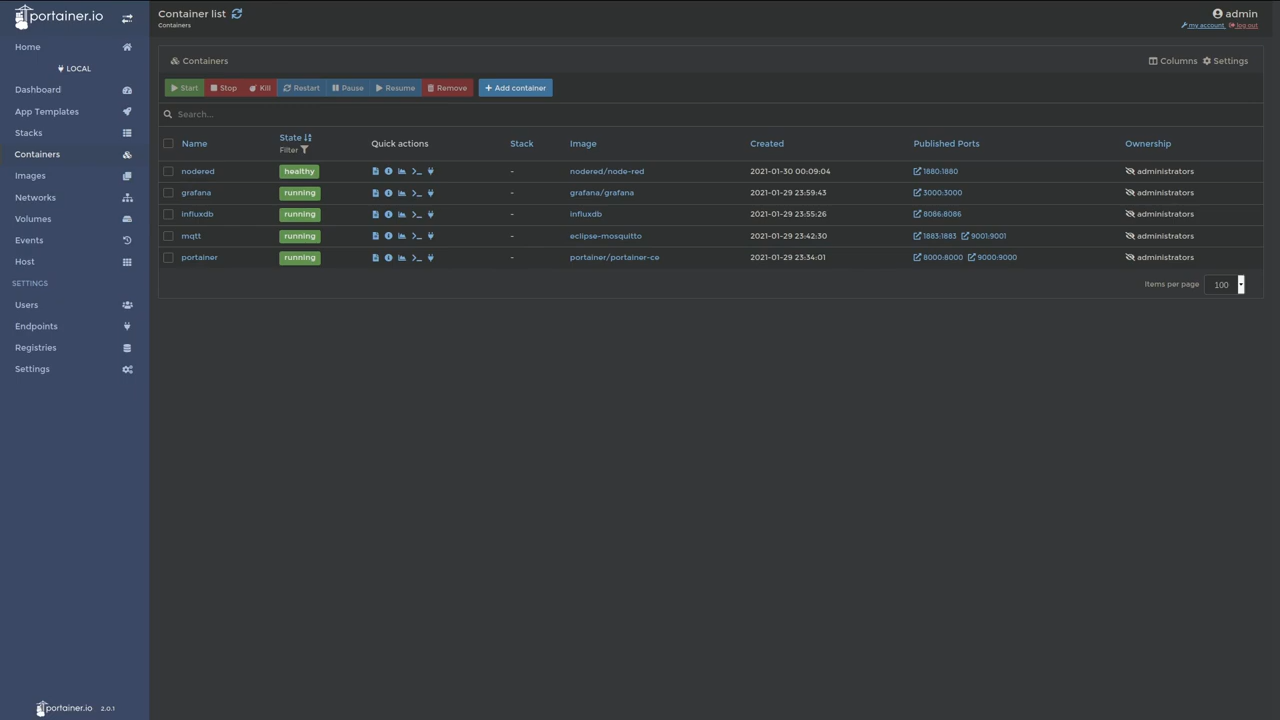 portainer.io
Home
LOCAL
Dashboard
App Templates
Stacks
Containers
Images
Networks
Volumes
Events
Host
SETTINGS
Users
Endpoints
Registries
Settings
portainer.io 2.0.1
Container list
Containers
admin
my account log out
Containers
Columns Settings
Start Stop Kill Restart Pause Resume Remove Add container
Search...
Name State Filter Quick actions Stack Image Created Published Ports Ownership
nodered healthy - nodered/node-red 2021-01-30 00:09:04 1880:1880 administrators
grafana running - grafana/grafana 2021-01-29 23:59:43 3000:3000 administrators
influxdb running - influxdb 2021-01-29 23:55:26 8086:8086 administrators
mqtt running - eclipse-mosquitto 2021-01-29 23:42:30 1883:1883 9001:9001 administrators
portainer running - portainer/portainer-ce 2021-01-29 23:34:01 8000:8000 9000:9000 administrators
Items per page 100